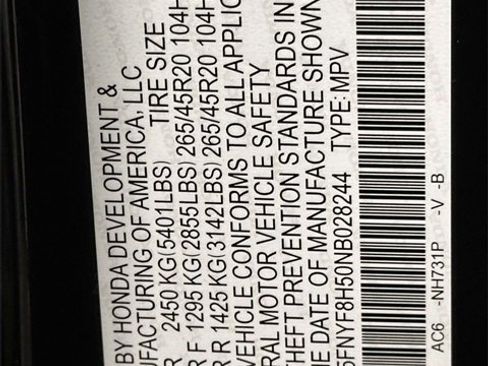 BY HONDA DEVELOPMENT &
UFACTURING OF AMERICA, LLC
R 2450 KG(5401LBS) TIRE SIZE
R F 1295 KG(2855LBS) 265/45R20 104H
R R 1425 KG(3142LBS) 265/45R20 104H
VEHICLE CONFORMS TO ALL APPLIC
RAL MOTOR VEHICLE SAFETY
THEFT PREVENTION STANDARDS IN
HE DATE OF MANUFACTURE SHOWN
5FNYF8H50NB028244 TYPE: MPV
AC6 -NH731P -V -B